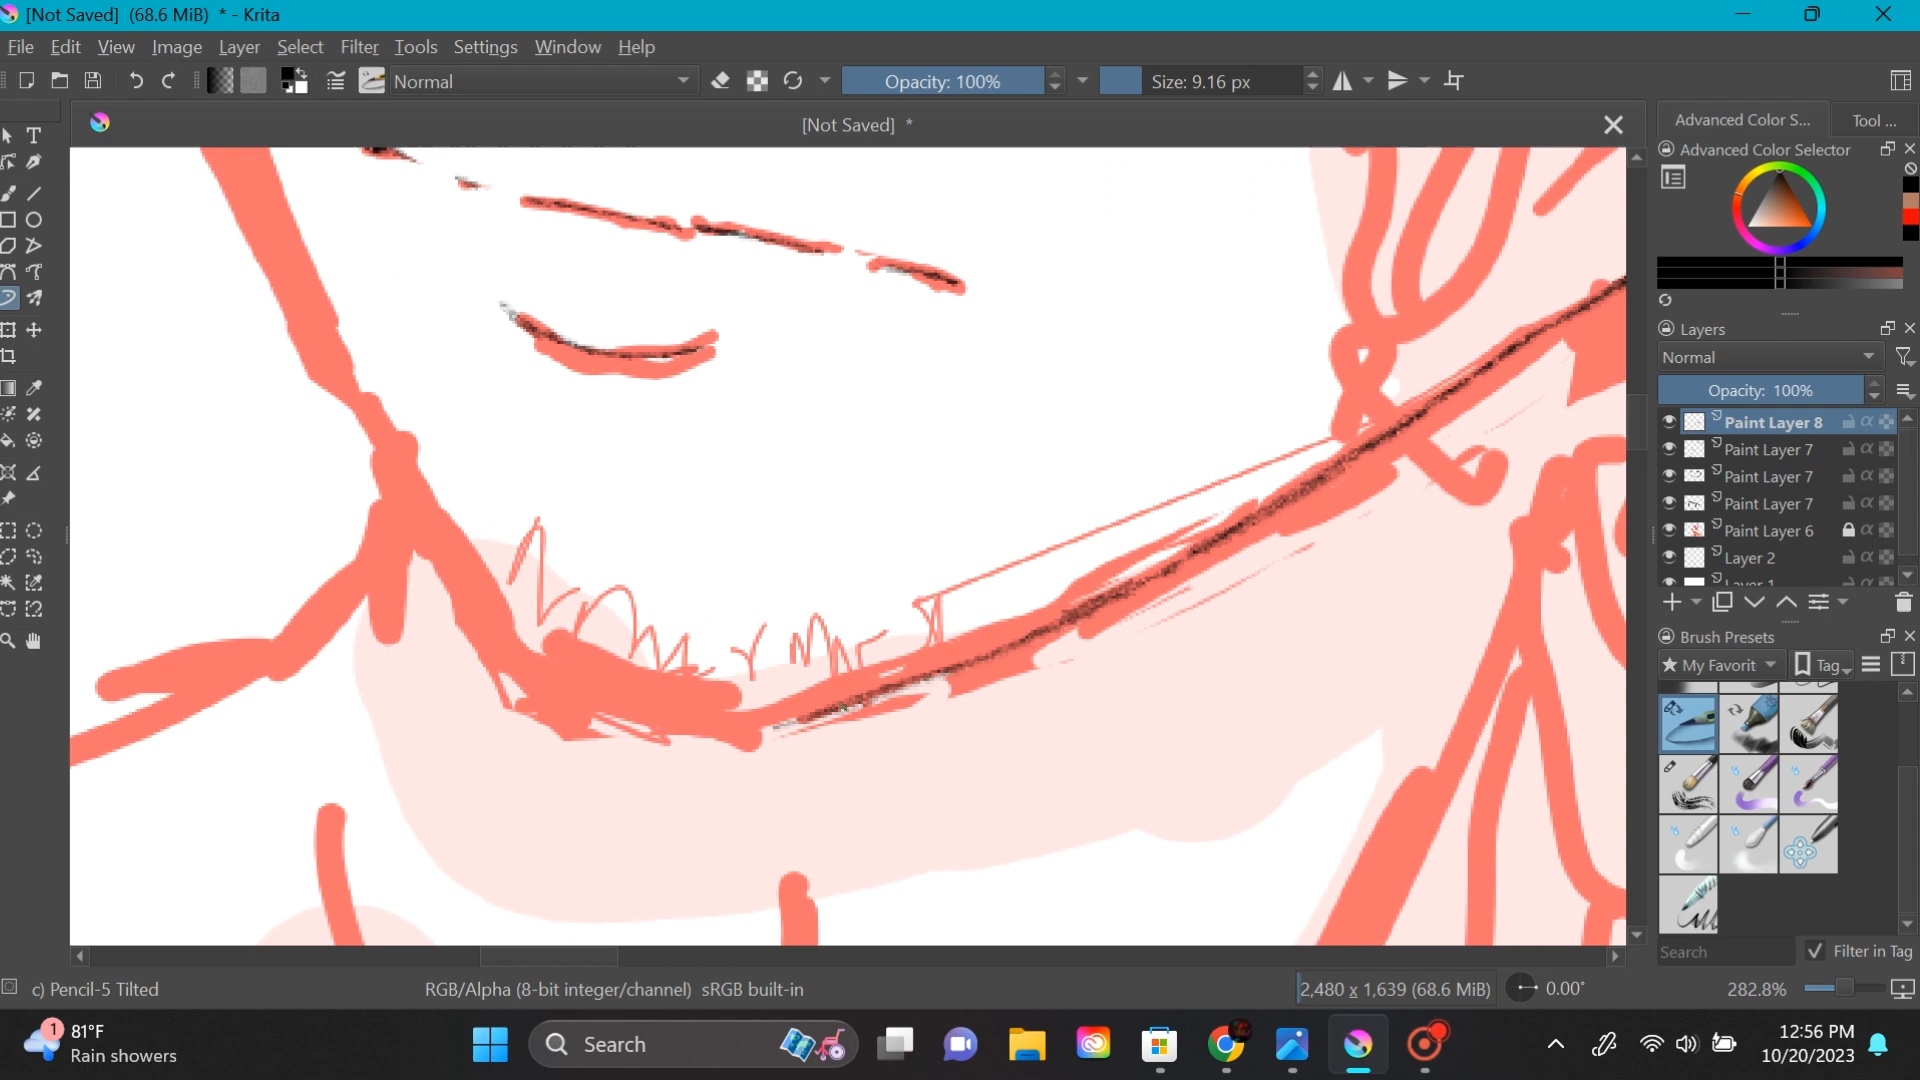 [Not Saved] (68.6 MiB) * - Krita
File Edit View Image Layer Select Filter Tools Settings Window Help
Normal Opacity: 100% Size: 9.16 px
[Not Saved] *
Advanced Color S... Tool ...
Advanced Color Selector
Layers
Normal
Opacity: 100%
Paint Layer 8
Paint Layer 7
Paint Layer 7
Paint Layer 7
Paint Layer 6
Layer 2
Layer 1
Brush Presets
★ My Favorit Tag
Search Filter in Tag
c) Pencil-5 Tilted RGB/Alpha (8-bit integer/channel) sRGB built-in 2,480 x 1,639 (68.6 MiB) 0.00° 282.8%
1 81°F
Rain showers
Search
12:56 PM
10/20/2023